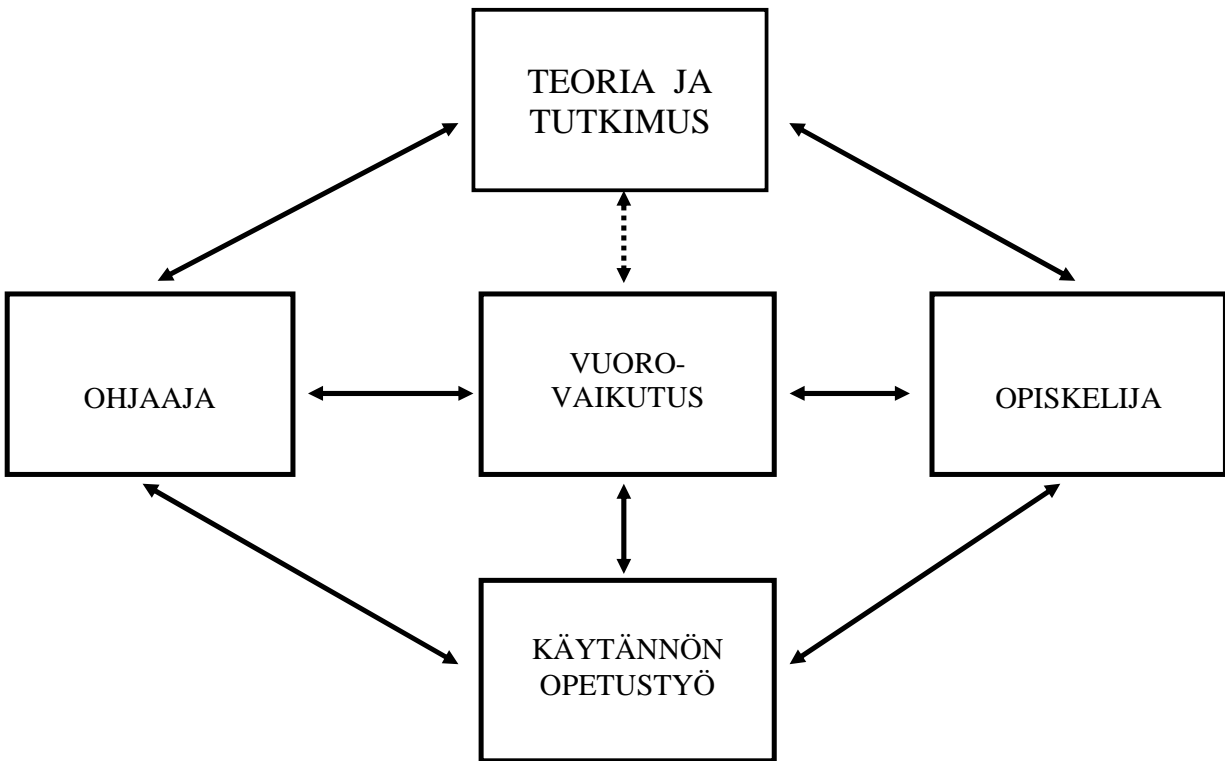 TEORIA JA
TUTKIMUS
OHJAAJA
VUORO-
VAIKUTUS
OPISKELIJA
KÄYTÄNNÖN
OPETUSTYÖ